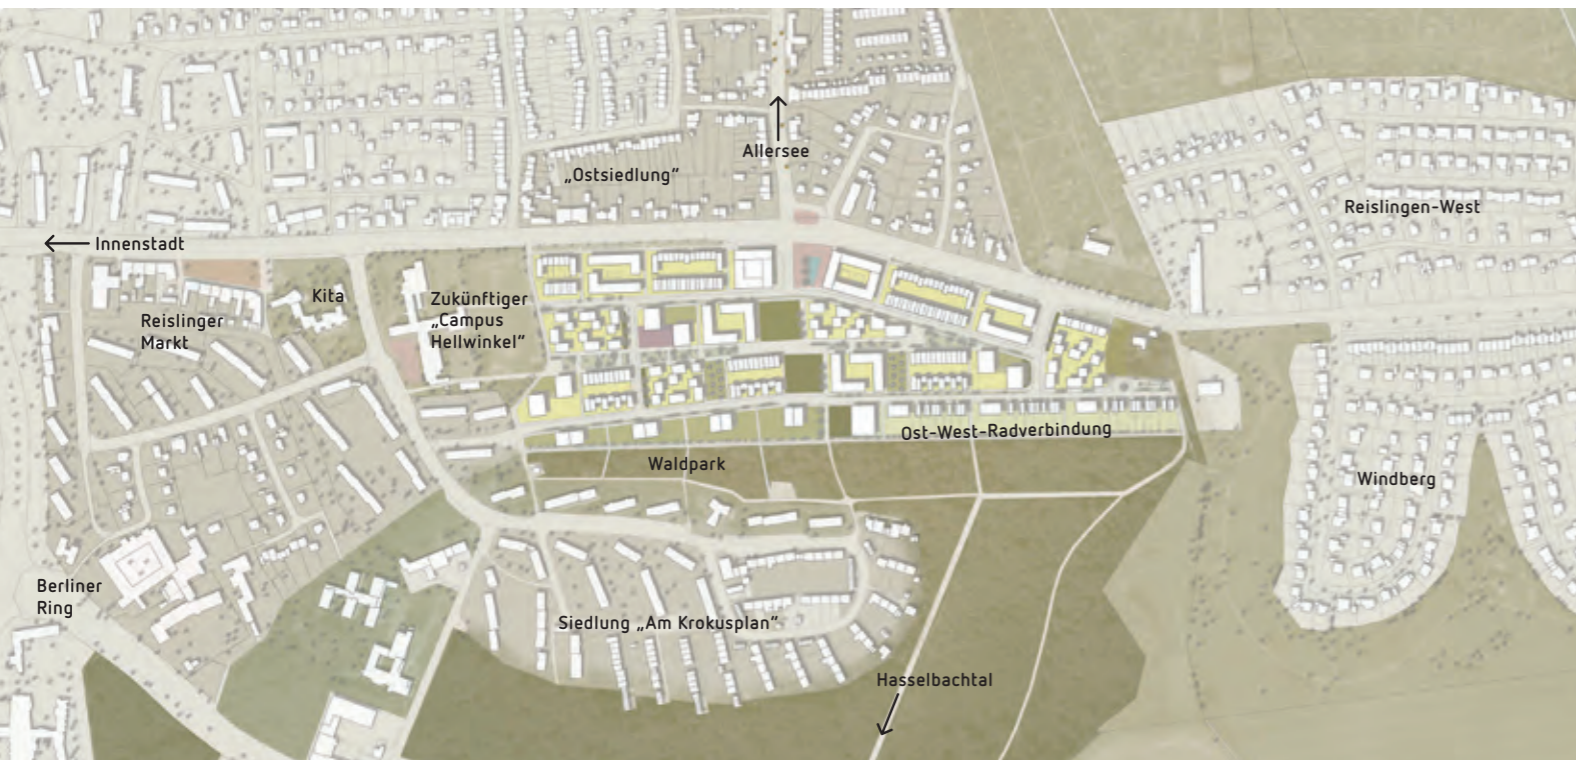 Allersee
„Ostsiedlung“
Reislingen-West
Innenstadt
Kita
Zukünftiger
„Campus
Hellwinkel“
Reislinger
Markt
Ost-West-Radverbindung
Waldpark
Windberg
Berliner
Ring
Siedlung „Am Krokusplan“
Hasselbachtal